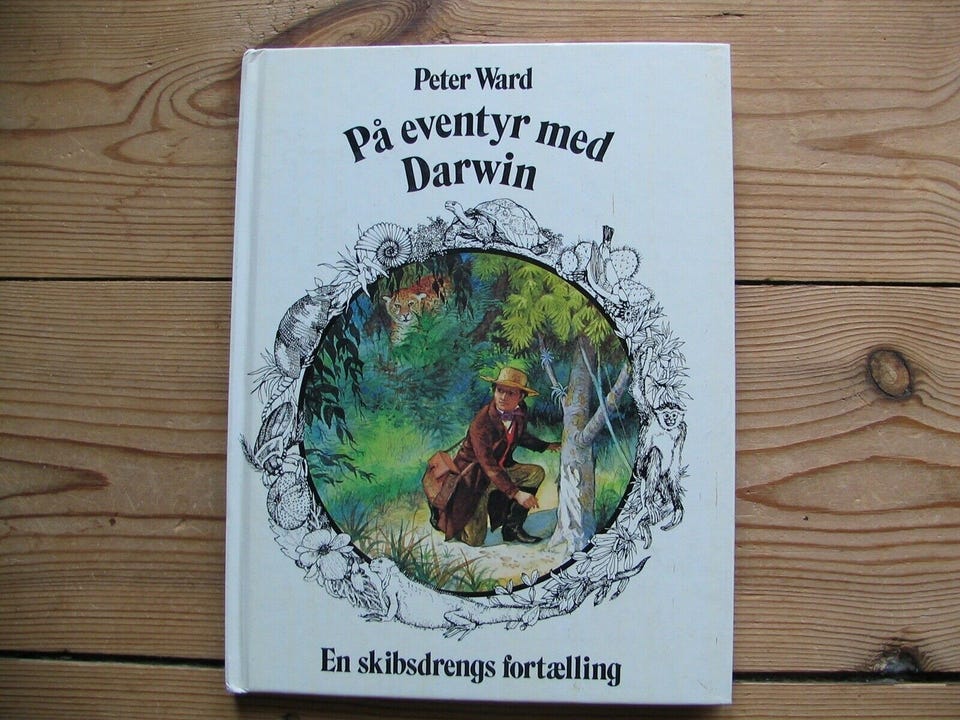 Peter Ward
På eventyr med
Darwin
En skibsdrengs fortælling